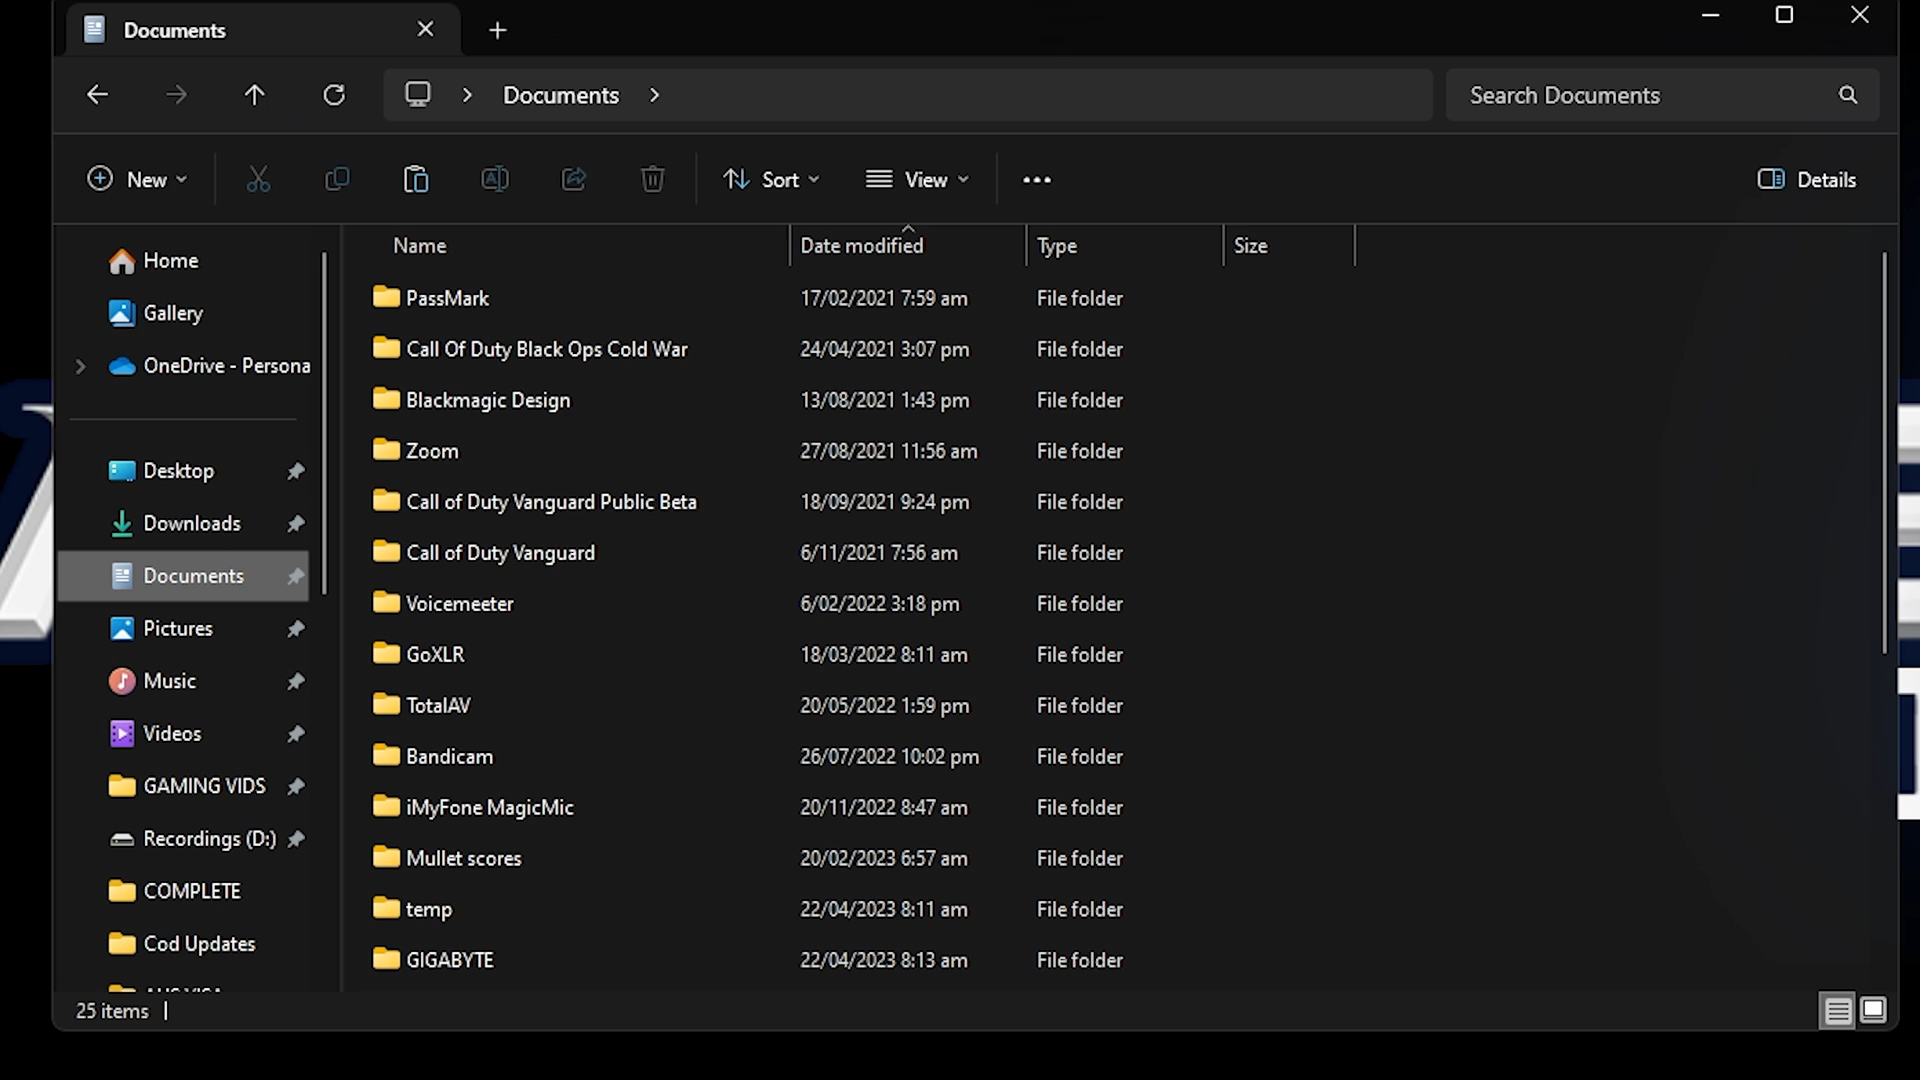 Documents
Documents
Search Documents
New
Sort
View
Details
Name Date modified Type Size
Home
Gallery
OneDrive - Persona
Desktop
Downloads
Documents
Pictures
Music
Videos
GAMING VIDS
Recordings (D:)
COMPLETE
Cod Updates
PassMark 17/02/2021 7:59 am File folder
Call Of Duty Black Ops Cold War 24/04/2021 3:07 pm File folder
Blackmagic Design 13/08/2021 1:43 pm File folder
Zoom 27/08/2021 11:56 am File folder
Call of Duty Vanguard Public Beta 18/09/2021 9:24 pm File folder
Call of Duty Vanguard 6/11/2021 7:56 am File folder
Voicemeeter 6/02/2022 3:18 pm File folder
GoXLR 18/03/2022 8:11 am File folder
TotalAV 20/05/2022 1:59 pm File folder
Bandicam 26/07/2022 10:02 pm File folder
iMyFone MagicMic 20/11/2022 8:47 am File folder
Mullet scores 20/02/2023 6:57 am File folder
temp 22/04/2023 8:11 am File folder
GIGABYTE 22/04/2023 8:13 am File folder
25 items